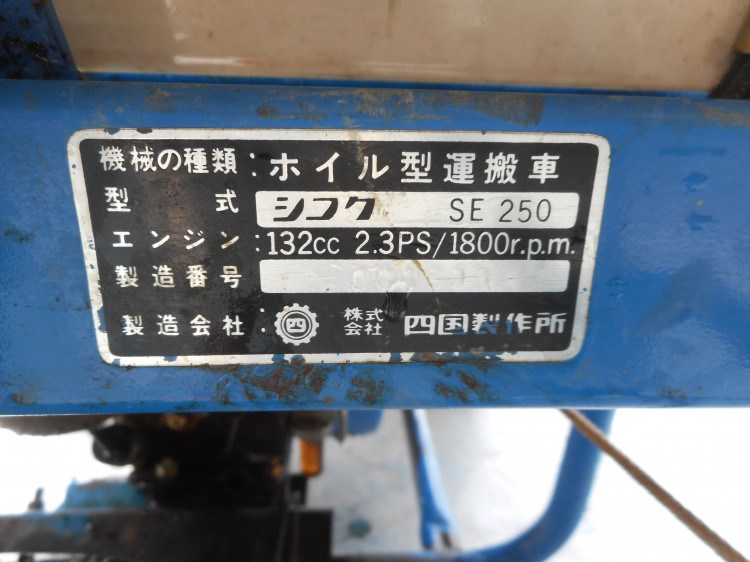 機械の種類:ホイル型運搬車
型式 シコク SE 250
エンジン:132cc 2.3PS/1800r.p.m.
製造番号
製造会社:四 株式会社 四国製作所